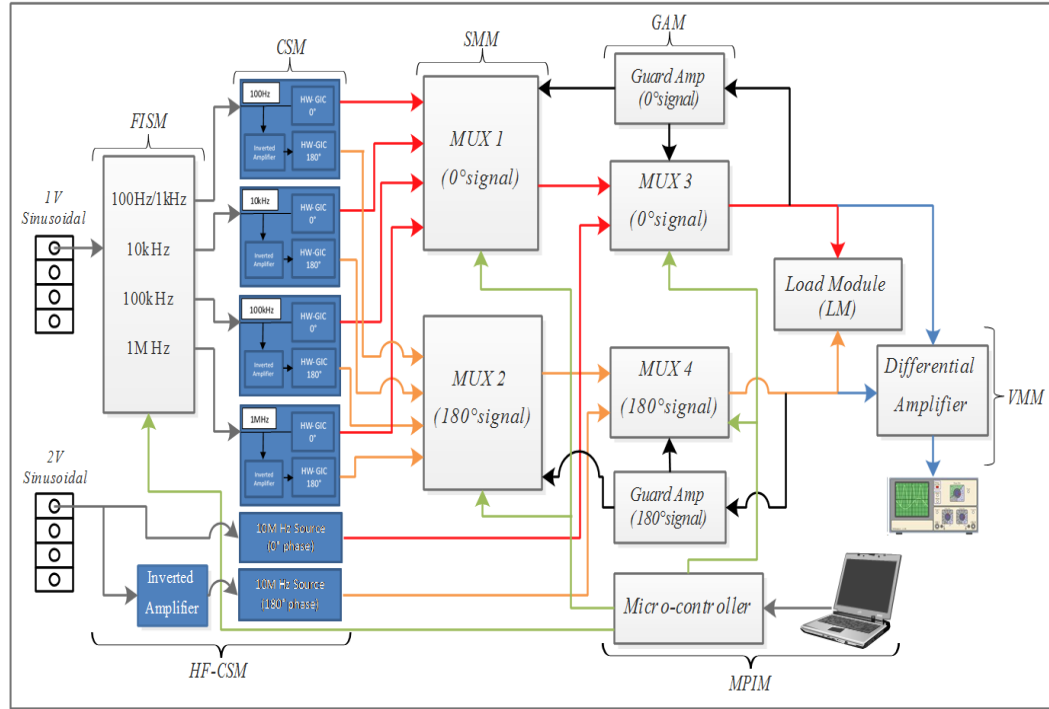 CSM
SMM
GAM
FISM
1V
Sinusoidal
100Hz/1kHz
10kHz
100kHz
1MHz
100Hz
HW-GIC
0°
Inverted
Amplifier
HW-GIC
180°
10kHz
HW-GIC
0°
Inverted
Amplifier
HW-GIC
180°
100kHz
HW-GIC
0°
Inverted
Amplifier
HW-GIC
180°
1MHz
HW-GIC
0°
Inverted
Amplifier
HW-GIC
180°
MUX 1
(0°signal)
MUX 2
(180°signal)
Guard Amp
(0°signal)
MUX 3
(0°signal)
Load Module
(LM)
MUX 4
(180°signal)
Differential
Amplifier
VMM
Guard Amp
(180°signal)
2V
Sinusoidal
10M Hz Source
(0° phase)
Inverted
Amplifier
10M Hz Source
(180° phase)
Micro-controller
HF-CSM
MPIM